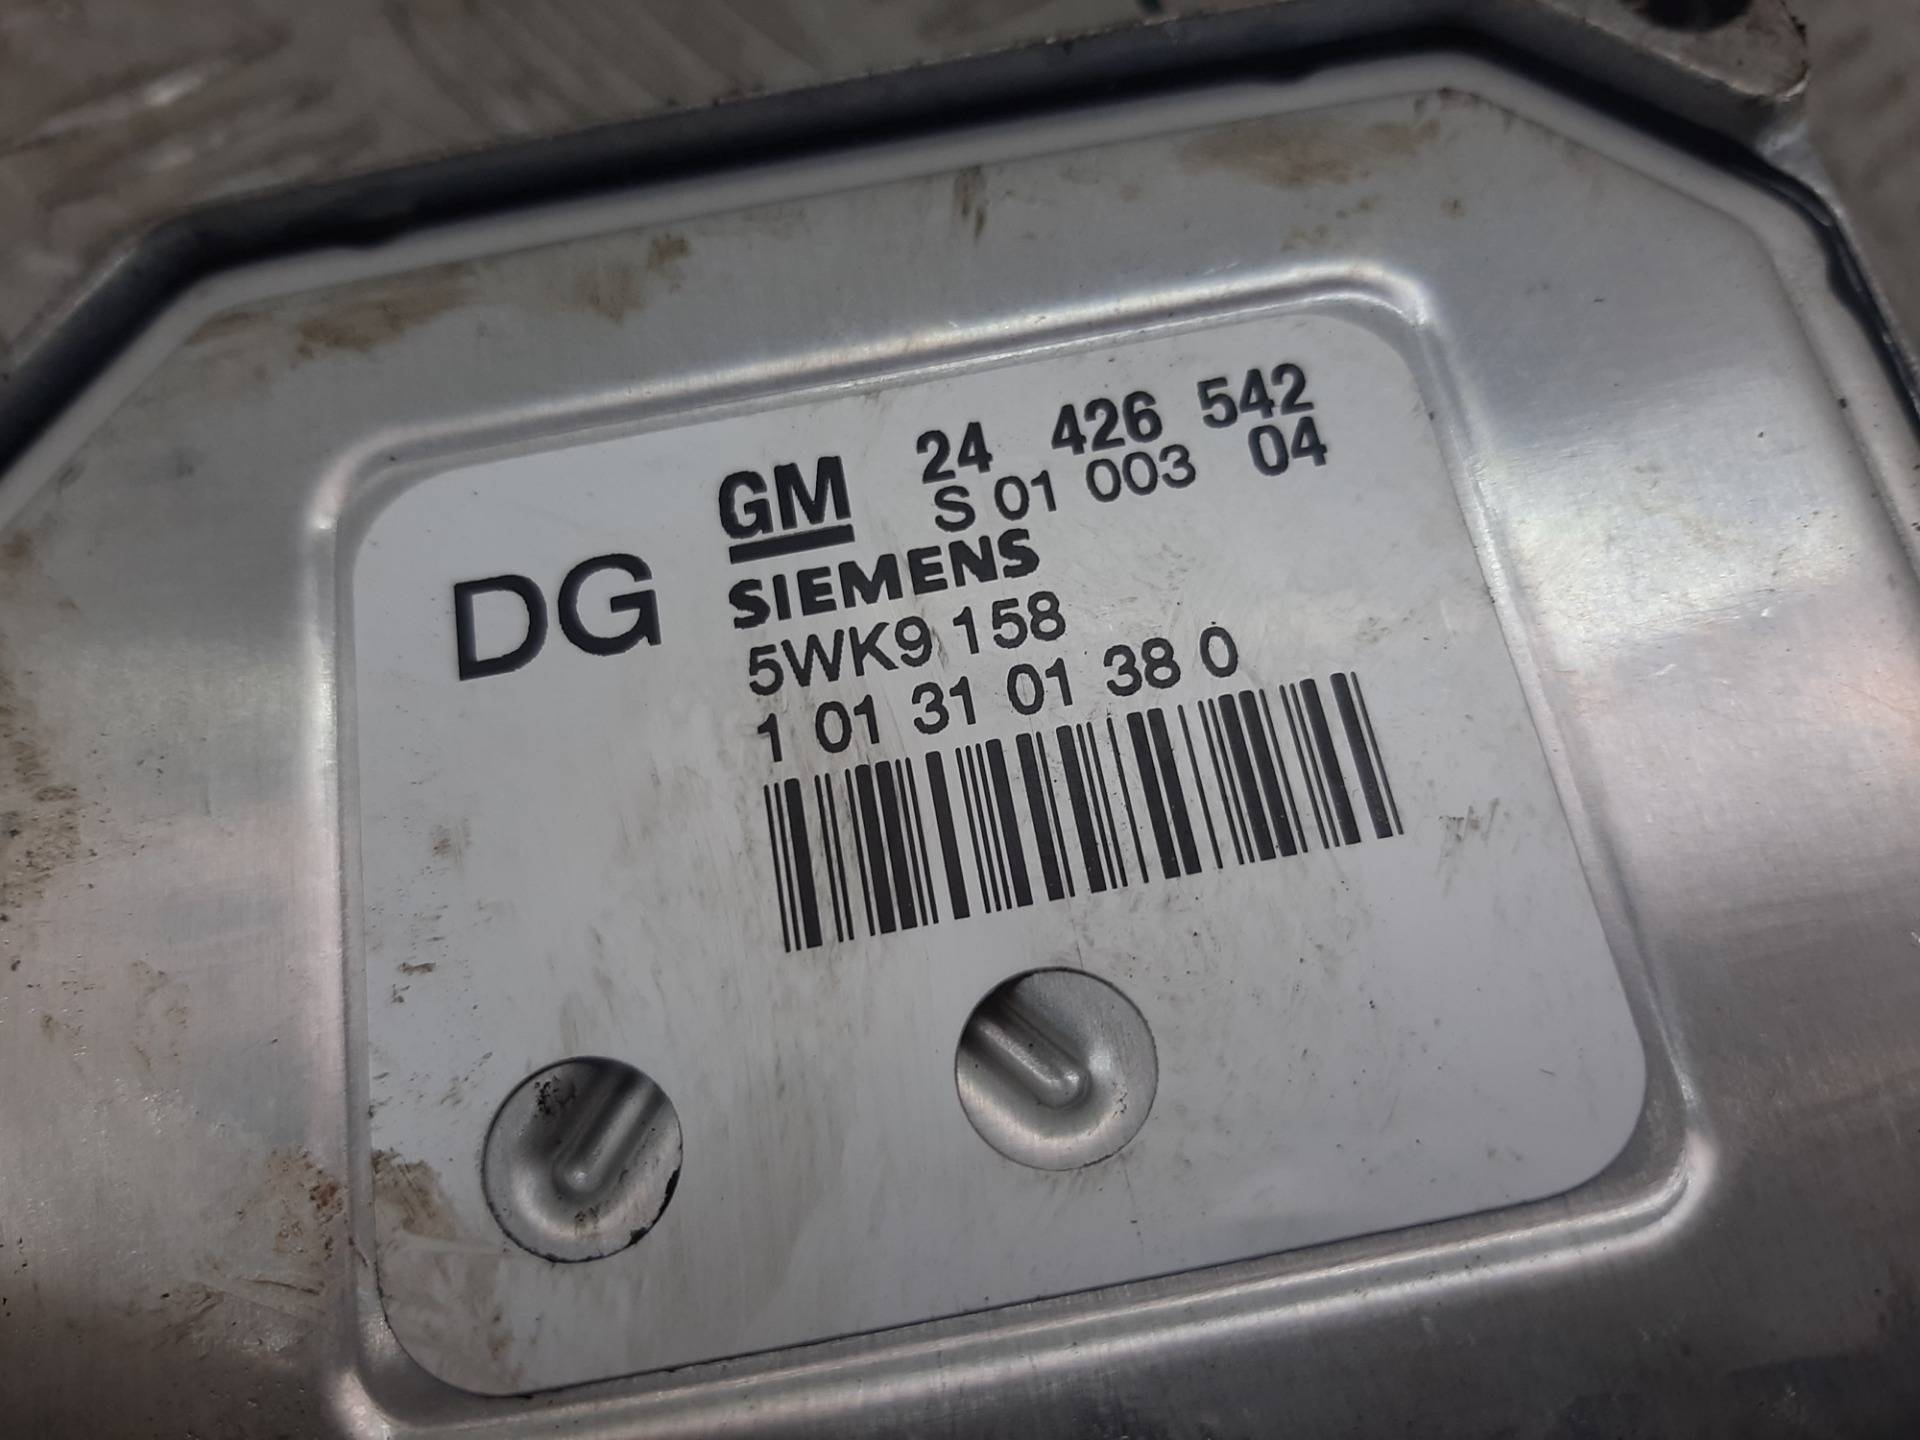 GM 24 426 542
S 01 003 04
DG SIEMENS
5WK9 158
1 01 31 01 38 0